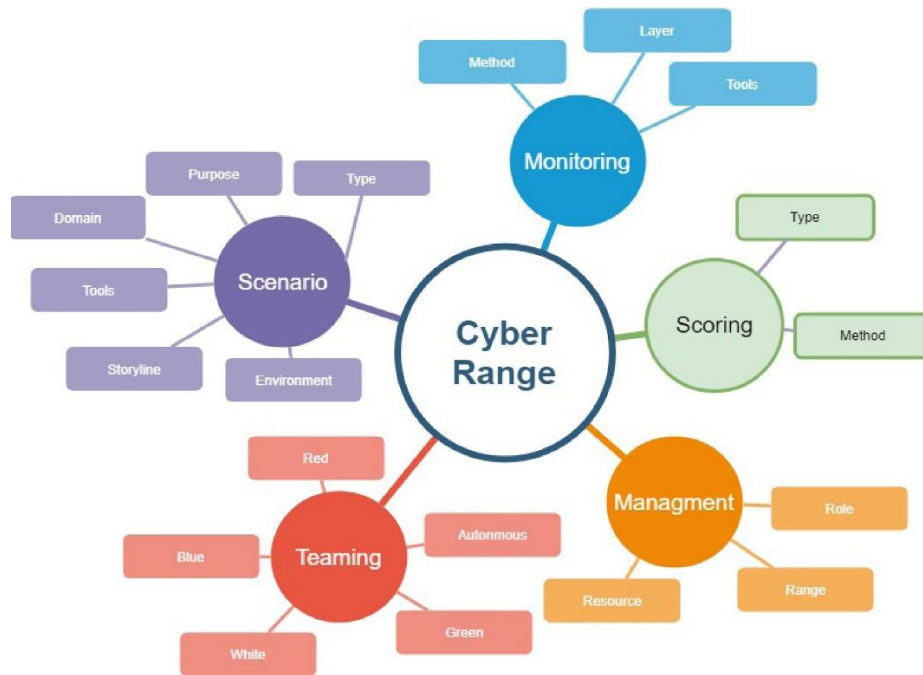 Layer
Method
Tools
Monitoring
Purpose
Type
Domain
Tools
Storyline
Environment
Scenario
Type
Method
Scoring
Cyber
Range
Red
Blue
White
Autonmous
Green
Teaming
Managment
Role
Range
Resource